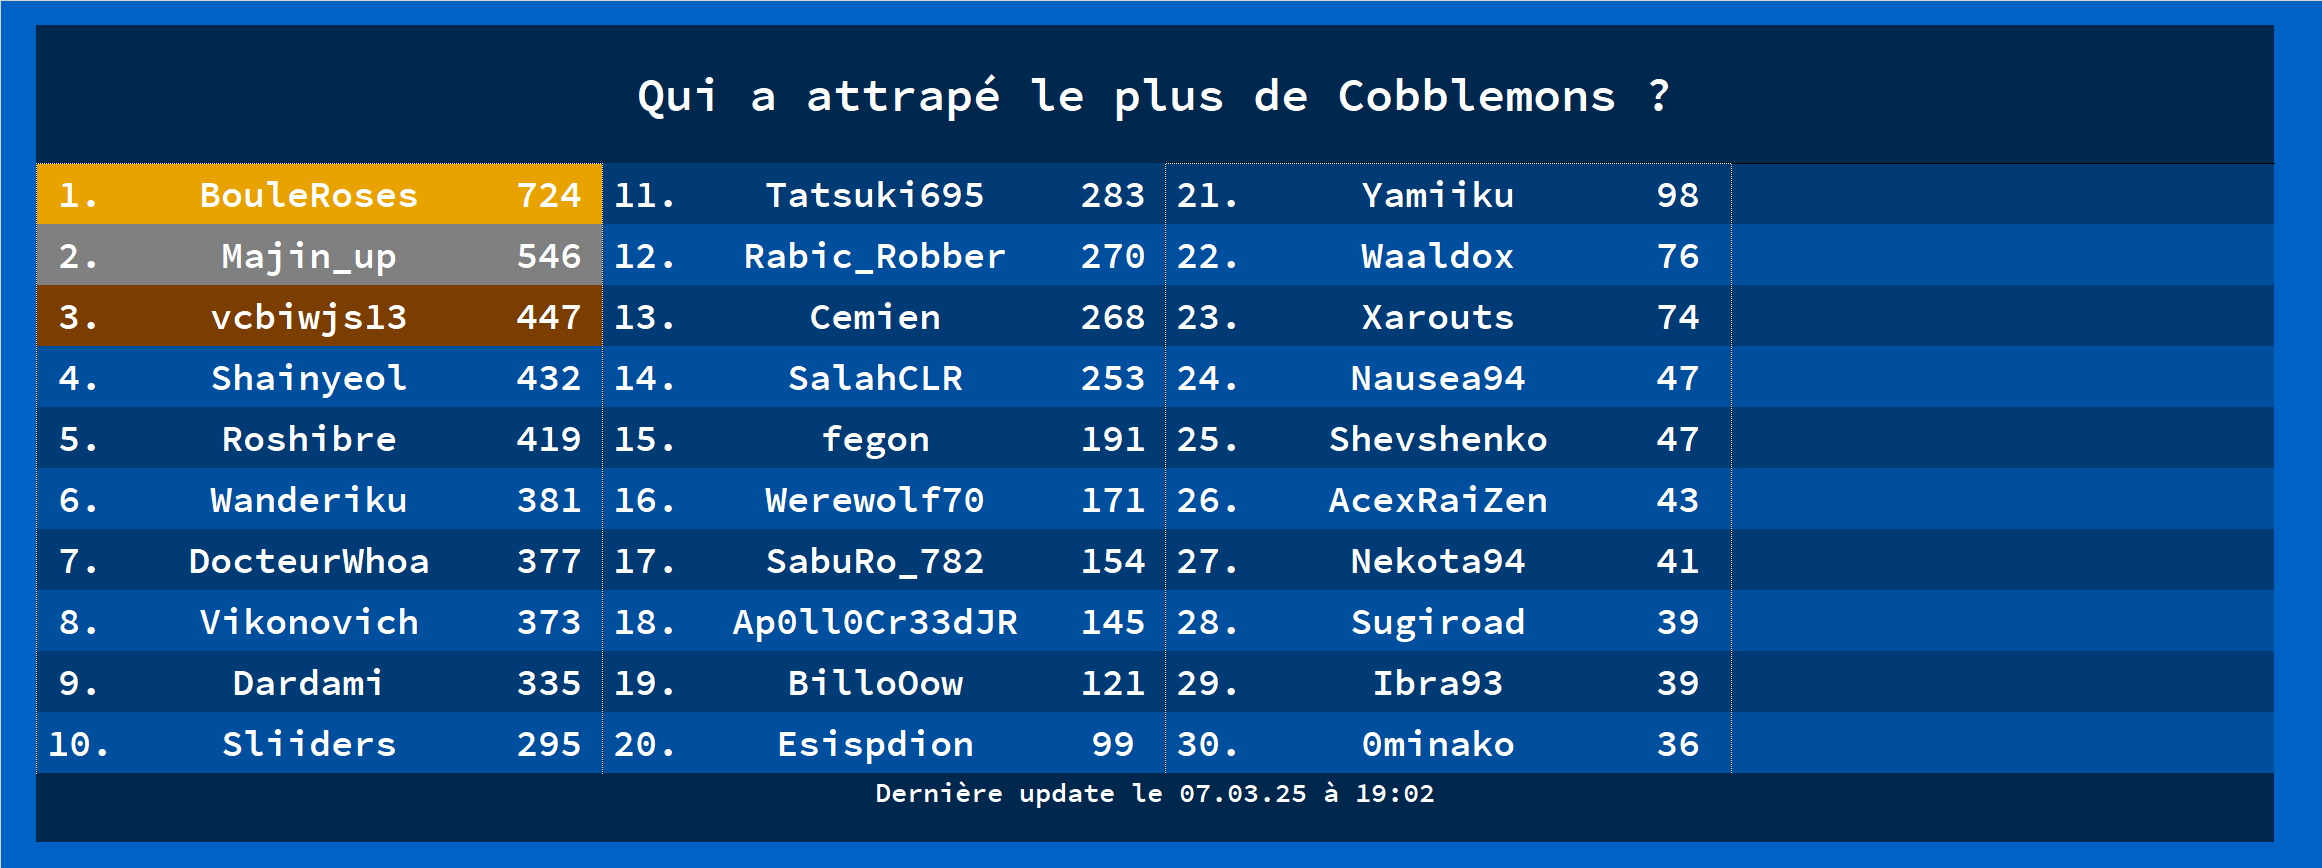 Qui a attrapé le plus de Cobblemons ?
1. BouleRoses 724 11. Tatsuki695 283 21. Yamiiku 98
2. Majin_up 546 12. Rabic_Robber 270 22. Waaldox 76
3. vcbiwjs13 447 13. Cemien 268 23. Xarouts 74
4. Shainyeol 432 14. SalahCLR 253 24. Nausea94 47
5. Roshibre 419 15. fegon 191 25. Shevshenko 47
6. Wanderiku 381 16. Werewolf70 171 26. AcexRaiZen 43
7. DocteurWhoa 377 17. SabuRo_782 154 27. Nekota94 41
8. Vikonovich 373 18. Ap0ll0Cr33dJR 145 28. Sugiroad 39
9. Dardami 335 19. BilloOow 121 29. Ibra93 39
10. Sliiders 295 20. Esispdion 99 30. 0minako 36
Dernière update le 07.03.25 à 19:02